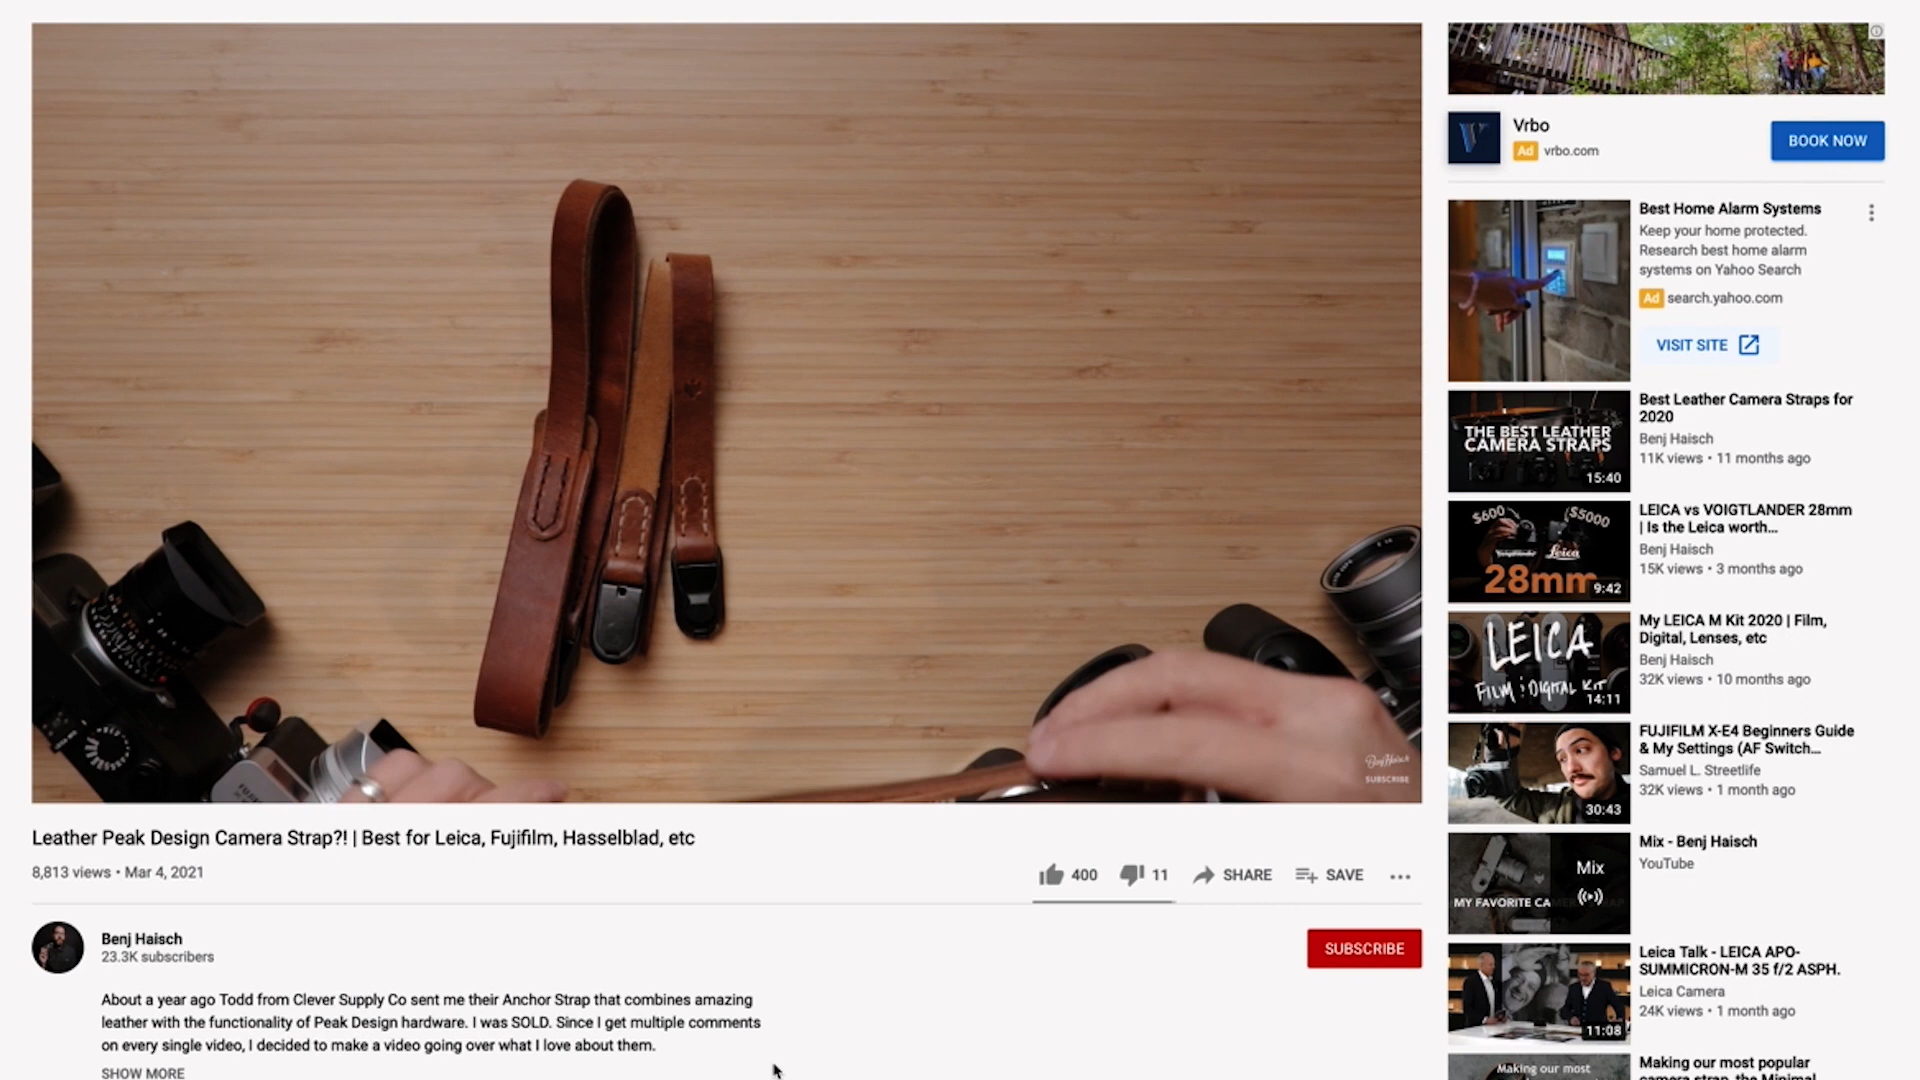 Vrbo
Ad vrbo.com
BOOK NOW
Best Home Alarm Systems
Keep your home protected.
Research best home alarm
systems on Yahoo Search
Ad search.yahoo.com
VISIT SITE
THE BEST LEATHER
CAMERA STRAPS
15:40
Best Leather Camera Straps for
2020
Benj Haisch
11K views • 11 months ago
$600 $5000
Leica
28mm
9:42
LEICA vs VOIGTLANDER 28mm
| Is the Leica worth...
Benj Haisch
15K views • 3 months ago
LEICA
FILM & DIGITAL KIT
14:11
My LEICA M Kit 2020 | Film,
Digital, Lenses, etc
Benj Haisch
32K views • 10 months ago
30:43
FUJIFILM X-E4 Beginners Guide
& My Settings (AF Switch...
Samuel L. Streetlife
32K views • 1 month ago
Mix
MY FAVORITE CA
Mix - Benj Haisch
YouTube
11:08
Leica Talk - LEICA APO-
SUMMICRON-M 35 f/2 ASPH.
Leica Camera
24K views • 1 month ago
Making our most
Making our most popular
camera strap, the Minimal
Benj Haisch
SUBSCRIBE
Leather Peak Design Camera Strap?! | Best for Leica, Fujifilm, Hasselblad, etc
8,813 views • Mar 4, 2021
400 11 SHARE SAVE
Benj Haisch
23.3K subscribers
SUBSCRIBE
About a year ago Todd from Clever Supply Co sent me their Anchor Strap that combines amazing
leather with the functionality of Peak Design hardware. I was SOLD. Since I get multiple comments
on every single video, I decided to make a video going over what I love about them.
SHOW MORE